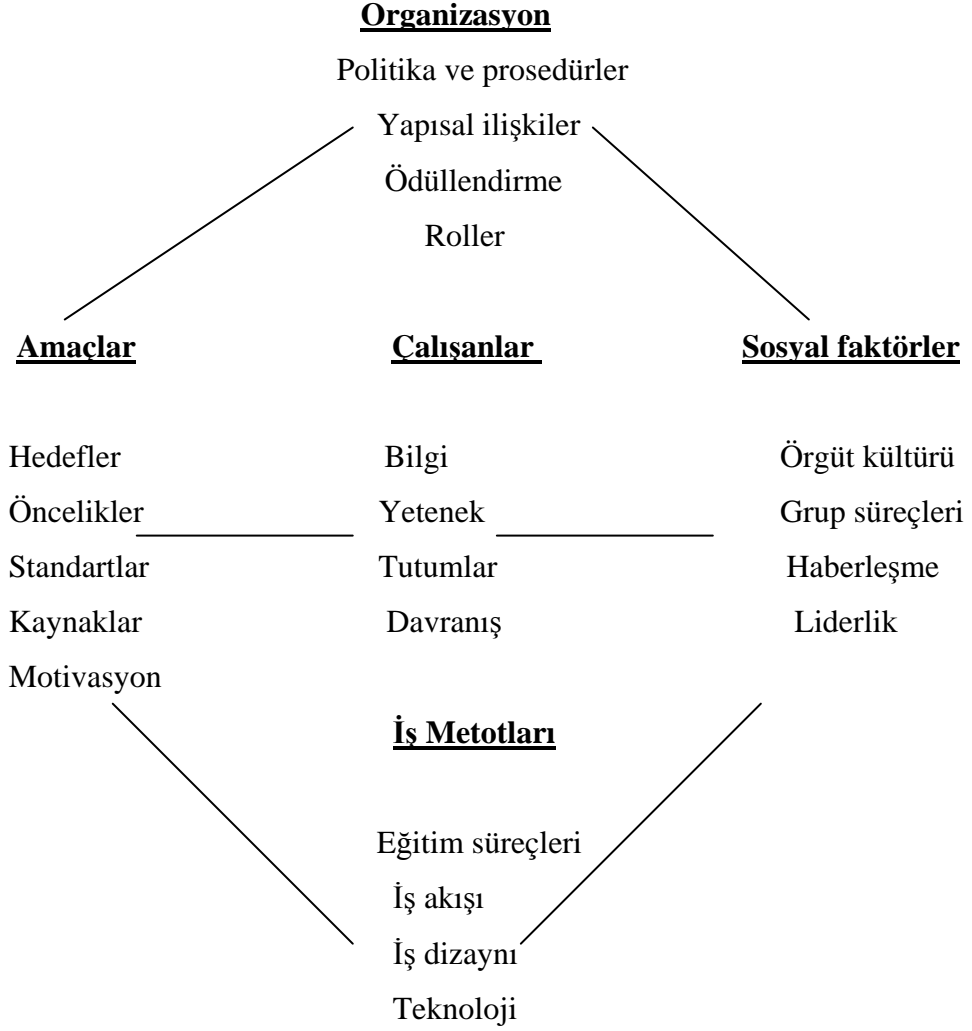 Organizasyon
Politika ve prosedürler
Yapısal ilişkiler
Ödüllendirme
Roller
Amaçlar Çalışanlar Sosyal faktörler
Hedefler Bilgi Örgüt kültürü
Öncelikler Yetenek Grup süreçleri
Standartlar Tutumlar Haberleşme
Kaynaklar Davranış Liderlik
Motivasyon
İş Metotları
Eğitim süreçleri
İş akışı
İş dizaynı
Teknoloji